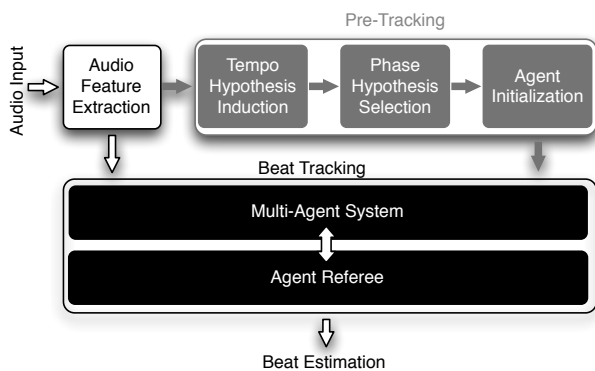 Pre-Tracking
Audio Input
Audio
Feature
Extraction
Tempo
Hypothesis
Induction
Phase
Hypothesis
Selection
Agent
Initialization
Beat Tracking
Multi-Agent System
Agent Referee
Beat Estimation